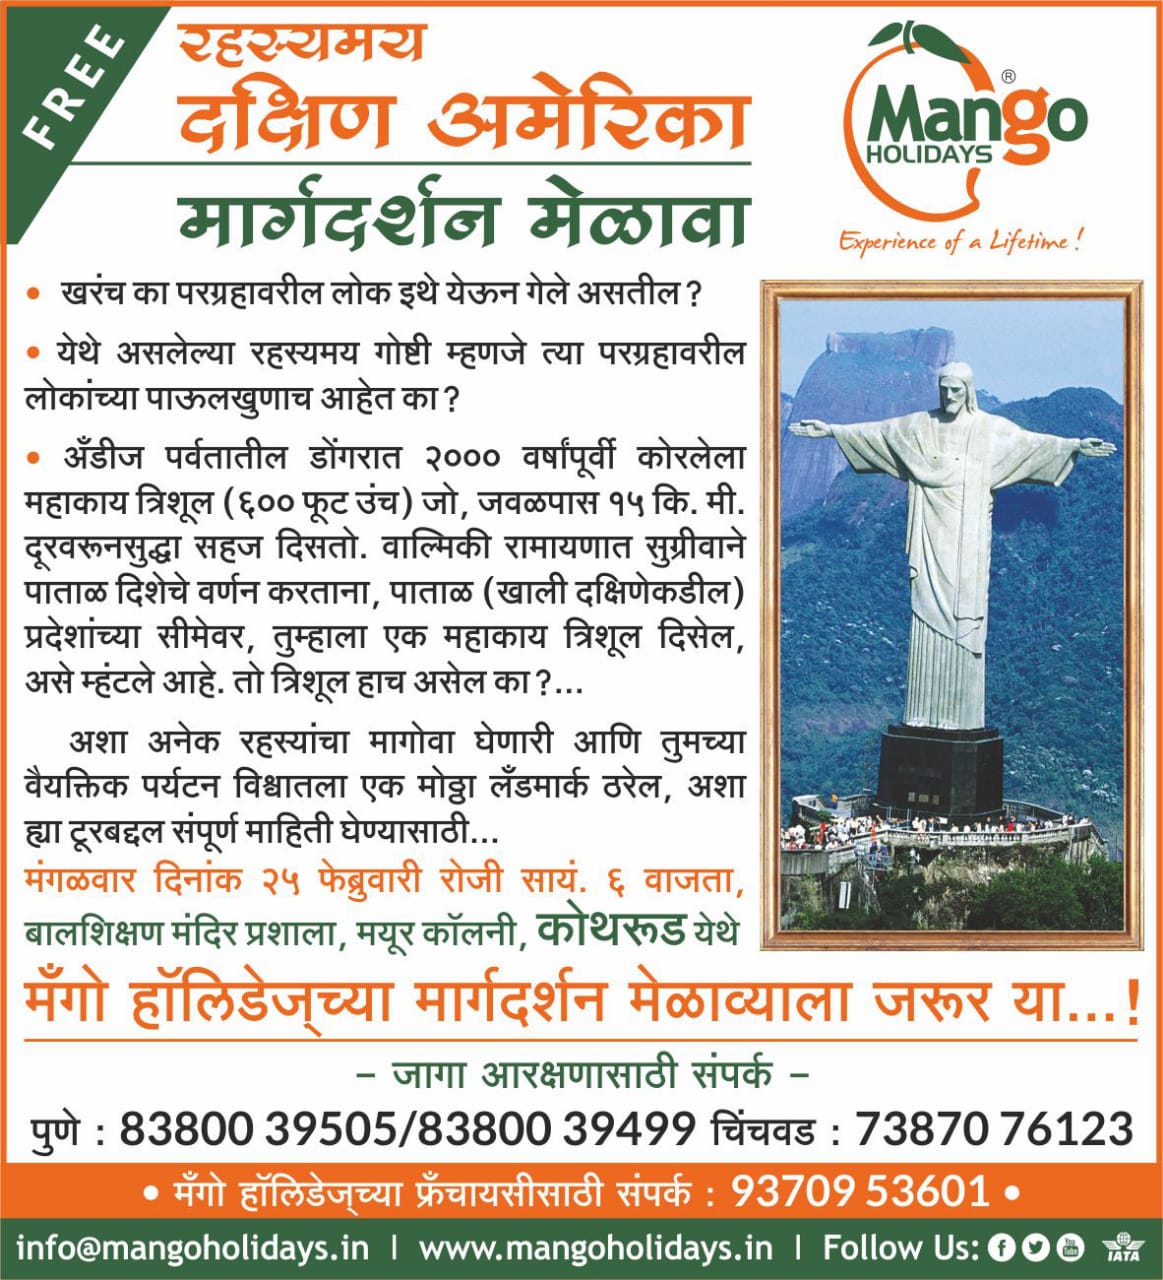 FREE
रहस्यमय
दक्षिण अमेरिका
मार्गदर्शन मेळावा
Mango®
HOLIDAYS
Experience of a Lifetime!
• खरंच का परग्रहावरील लोक इथे येऊन गेले असतील?
• येथे असलेल्या रहस्यमय गोष्टी म्हणजे त्या परग्रहावरील
लोकांच्या पाऊलखुणाच आहेत का?
• अँडीज पर्वतातील डोंगरात २००० वर्षांपूर्वी कोरलेला
महाकाय त्रिशूल (६०० फूट उंच) जो, जवळपास १५ कि. मी.
दूरवरूनसुद्धा सहज दिसतो. वाल्मिकी रामायणात सुग्रीवाने
पाताळ दिशेचे वर्णन करताना, पाताळ (खाली दक्षिणेकडील)
प्रदेशांच्या सीमेवर, तुम्हाला एक महाकाय त्रिशूल दिसेल,
असे म्हंटले आहे. तो त्रिशूल हाच असेल का?...
अशा अनेक रहस्यांचा मागोवा घेणारी आणि तुमच्या
वैयक्तिक पर्यटन विश्वातला एक मोठ्ठा लँडमार्क ठरेल, अशा
ह्या टूरबद्दल संपूर्ण माहिती घेण्यासाठी...
मंगळवार दिनांक २५ फेब्रुवारी रोजी सायं. ६ वाजता,
बालशिक्षण मंदिर प्रशाला, मयूर कॉलनी, कोथरूड येथे
मँगो हॉलिडेज्‌च्या मार्गदर्शन मेळाव्याला जरूर या...!
– जागा आरक्षणासाठी संपर्क –
पुणे : 83800 39505/83800 39499 चिंचवड : 73870 76123
• मँगो हॉलिडेज्‌च्या फ्रँचायसीसाठी संपर्क : 93709 53601 •
info@mangoholidays.in | www.mangoholidays.in | Follow Us: f You Tube IATA